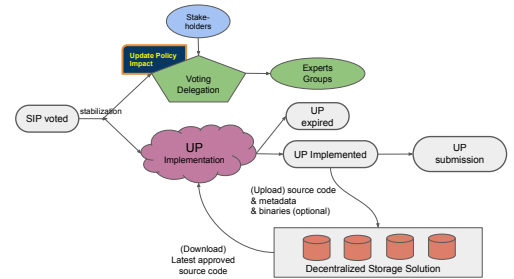 Stake-
holders
Update Policy
Impact
Voting
Delegation
Experts
Groups
SIP voted
stabilization
UP
Implementation
UP
expired
UP Implemented
UP
submission
(Upload) source code
& metadata
& binaries (optional)
(Download)
Latest approved
source code
Decentralized Storage Solution